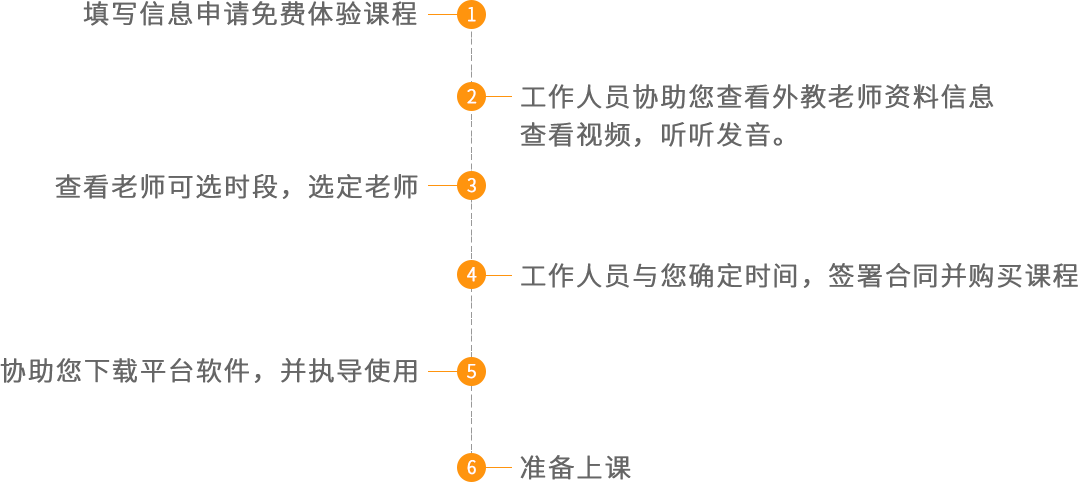 填写信息申请免费体验课程
1
2
工作人员协助您查看外教老师资料信息
查看视频，听听发音。
查看老师可选时段，选定老师
3
4
工作人员与您确定时间，签署合同并购买课程
协助您下载平台软件，并执导使用
5
6
准备上课